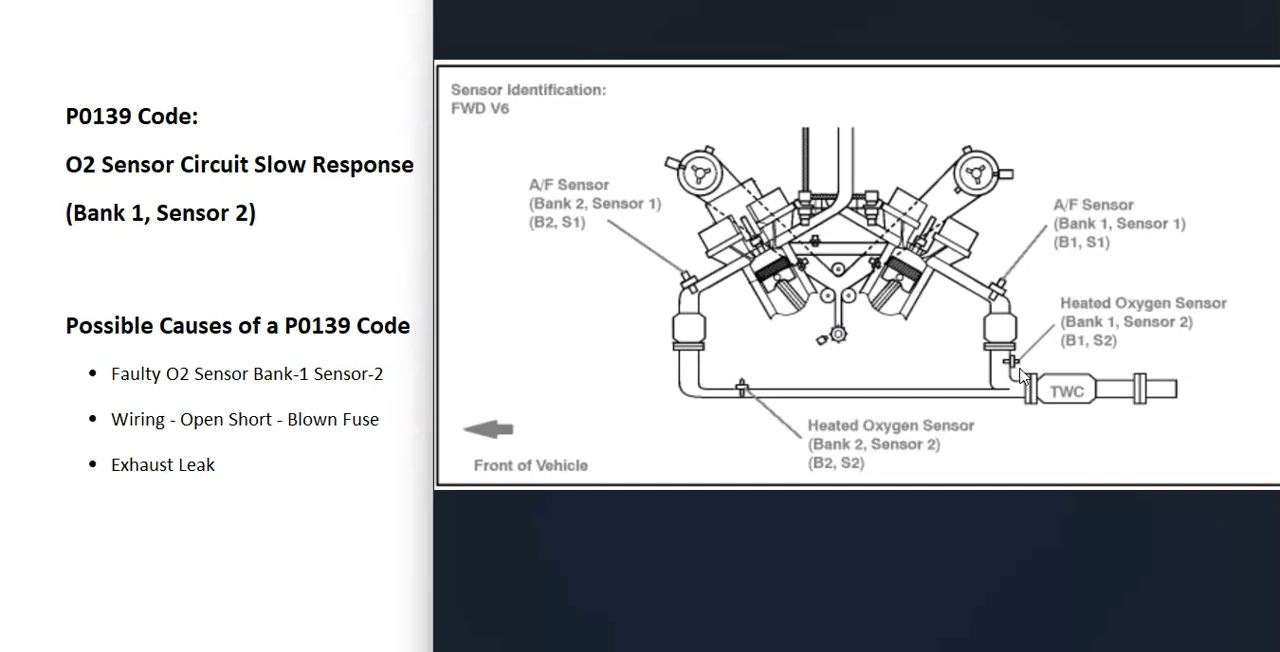 P0139 Code:
O2 Sensor Circuit Slow Response
(Bank 1, Sensor 2)
Possible Causes of a P0139 Code
• Faulty O2 Sensor Bank-1 Sensor-2
• Wiring - Open Short - Blown Fuse
• Exhaust Leak
Sensor Identification:
FWD V6
A/F Sensor
(Bank 2, Sensor 1)
(B2, S1)
A/F Sensor
(Bank 1, Sensor 1)
(B1, S1)
Heated Oxygen Sensor
(Bank 1, Sensor 2)
(B1, S2)
TWC
Heated Oxygen Sensor
(Bank 2, Sensor 2)
(B2, S2)
Front of Vehicle